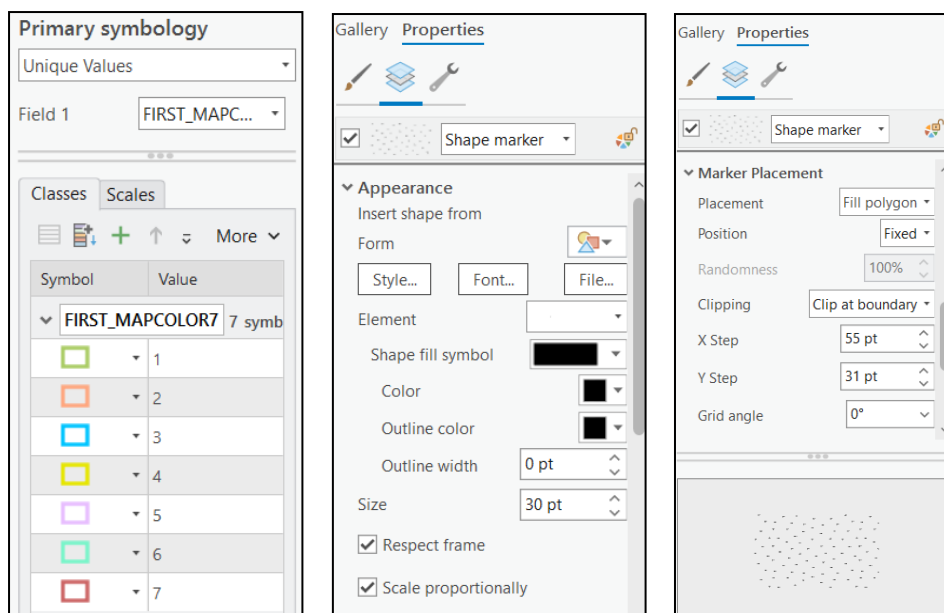 Primary symbology
Unique Values
Field 1 FIRST_MAPC...
Classes Scales
More
Symbol Value
FIRST_MAPCOLOR7 7 symb
1
2
3
4
5
6
7
Gallery Properties
Shape marker
Appearance
Insert shape from
Form
Style... Font... File...
Element
Shape fill symbol
Color
Outline color
Outline width 0 pt
Size 30 pt
Respect frame
Scale proportionally
Gallery Properties
Shape marker
Marker Placement
Placement Fill polygon
Position Fixed
Randomness 100%
Clipping Clip at boundary
X Step 55 pt
Y Step 31 pt
Grid angle 0°